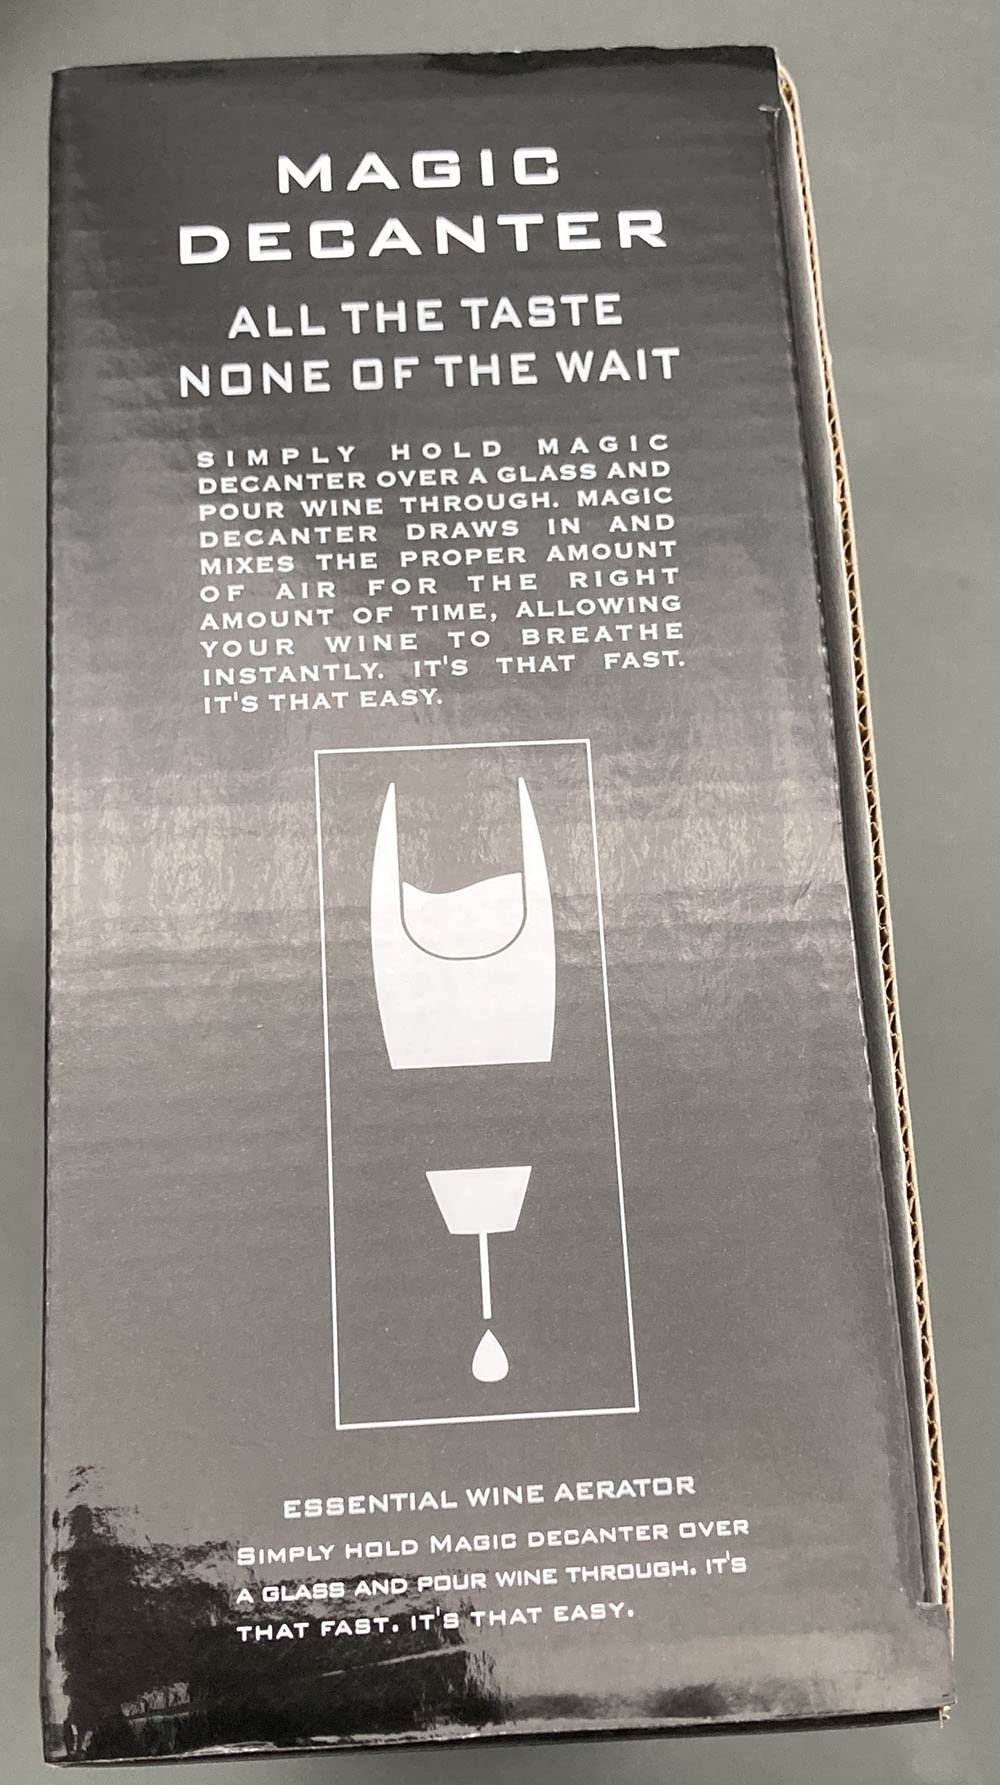 MAGIC
DECANTER
ALL THE TASTE
NONE OF THE WAIT
SIMPLY HOLD MAGIC
DECANTER OVER A GLASS AND
POUR WINE THROUGH. MAGIC
DECANTER DRAWS IN AND
MIXES THE PROPER AMOUNT
OF AIR FOR THE RIGHT
AMOUNT OF TIME, ALLOWING
YOUR WINE TO BREATHE
INSTANTLY. IT'S THAT FAST.
IT'S THAT EASY.
ESSENTIAL WINE AERATOR
SIMPLY HOLD MAGIC DECANTER OVER
A GLASS AND POUR WINE THROUGH. IT'S
THAT FAST. IT'S THAT EASY.